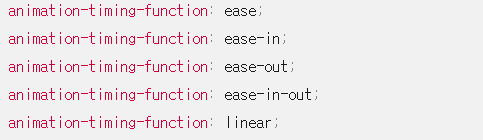 animation-timing-function: ease;
animation-timing-function: ease-in;
animation-timing-function: ease-out;
animation-timing-function: ease-in-out;
animation-timing-function: linear;